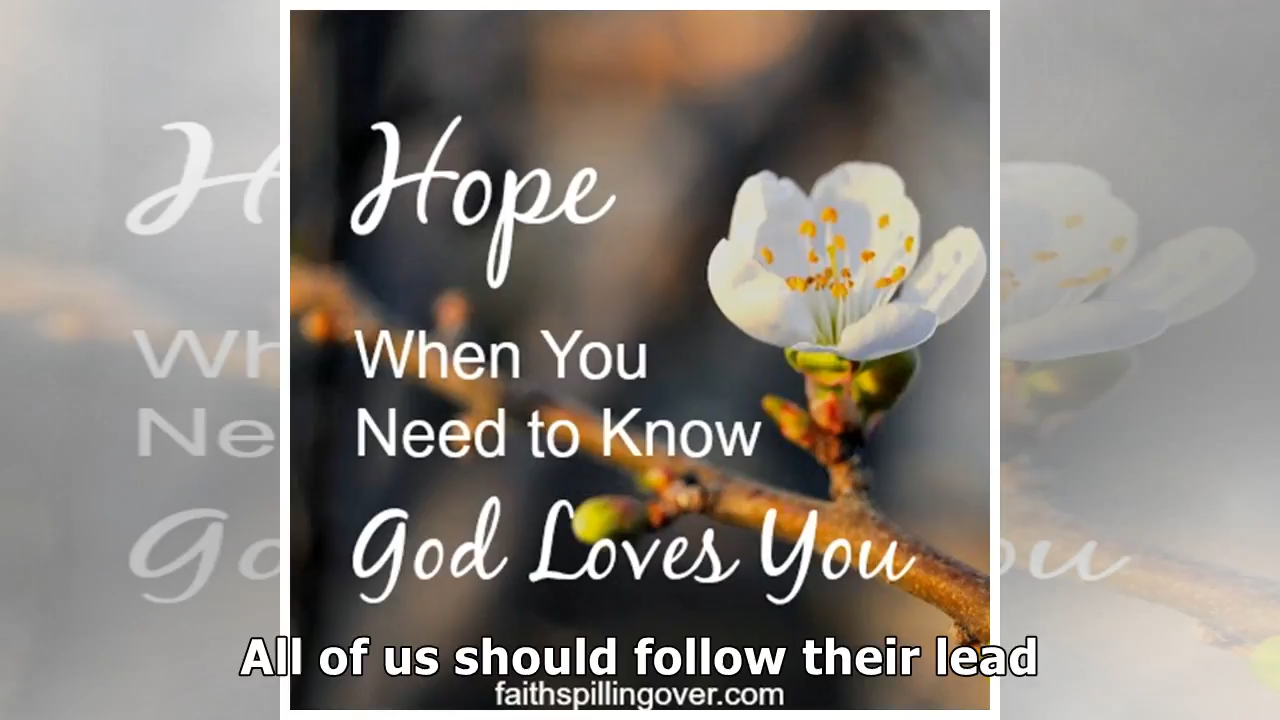 Hope
When You
Need to Know
God Loves You
All of us should follow their lead
faithspillingover.com